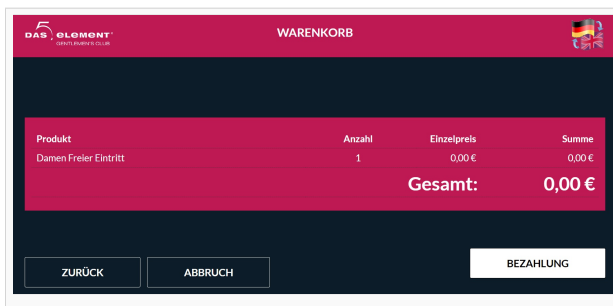 DAS 5 eLeMeNT'
GENTLEMEN'S CLUB
WARENKORB
Produkt Anzahl Einzelpreis Summe
Damen Freier Eintritt 1 0,00 € 0,00 €
Gesamt: 0,00 €
ZURÜCK ABBRUCH BEZAHLUNG